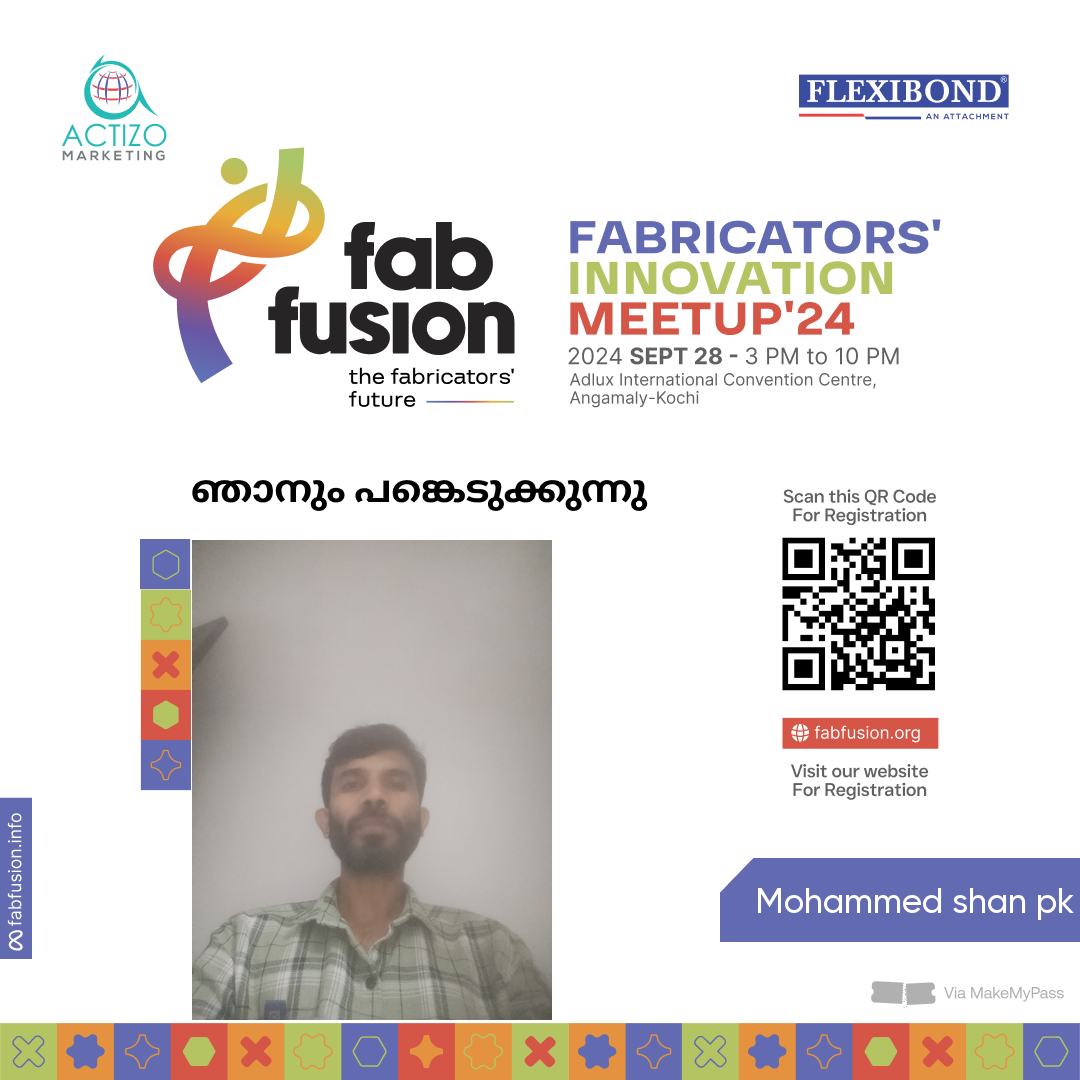 ACTIZO
MARKETING
FLEXIBOND®
AN ATTACHMENT
fab
fusion
the fabricators'
future
FABRICATORS'
INNOVATION
MEETUP'24
2024 SEPT 28 - 3 PM to 10 PM
Adlux International Convention Centre,
Angamaly-Kochi
ഞാനും പങ്കെടുക്കുന്നു
Scan this QR Code
For Registration
fabfusion.org
Visit our website
For Registration
fabfusion.info
Mohammed shan pk
Via MakeMyPass